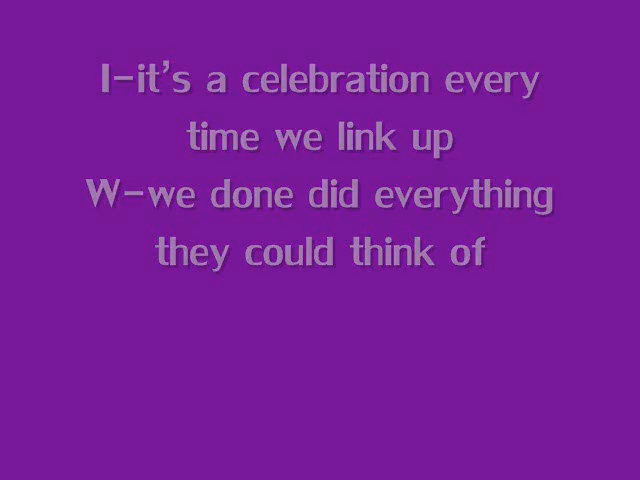 I-it's a celebration every
time we link up
W-we done did everything
they could think of